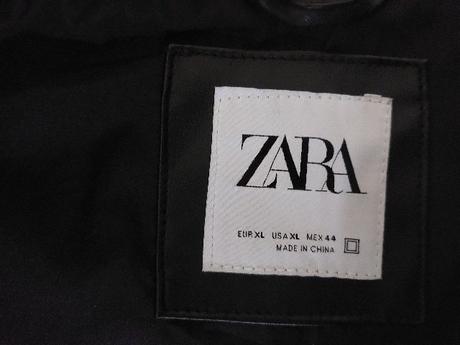 ZARA
EUR XL USA XL MEX 44
MADE IN CHINA